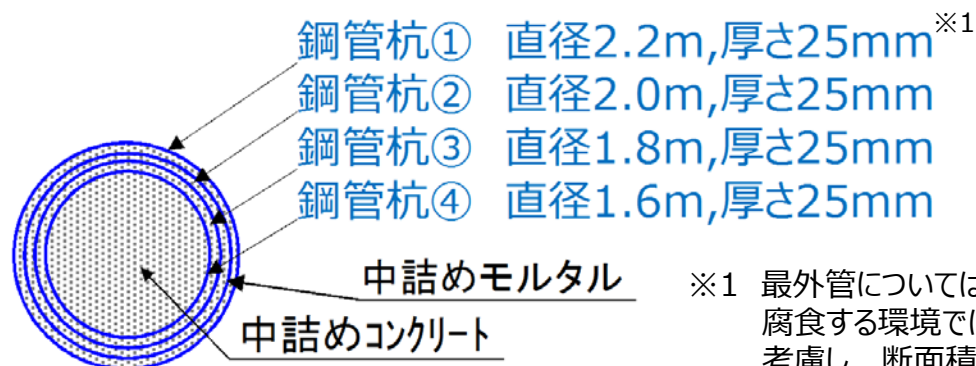 鋼管杭① 直径2.2m,厚さ25mm※1
鋼管杭② 直径2.0m,厚さ25mm
鋼管杭③ 直径1.8m,厚さ25mm
鋼管杭④ 直径1.6m,厚さ25mm
中詰めモルタル
中詰めコンクリート
※1 最外管については
腐食する環境では
考慮し、断面積